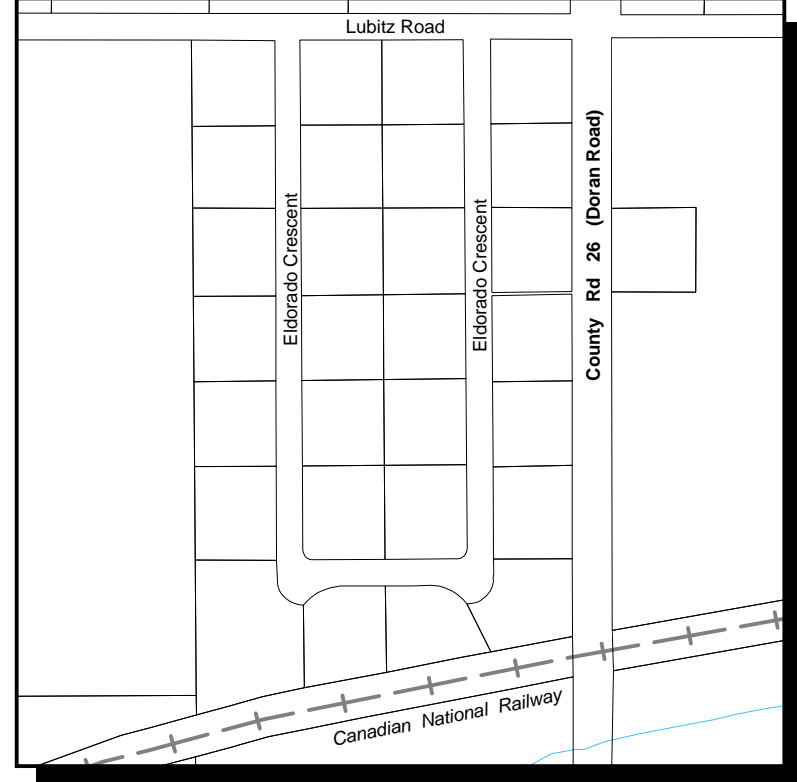 Lubitz Road
Eldorado Crescent
Eldorado Crescent
County Rd 26 (Doran Road)
Canadian National Railway